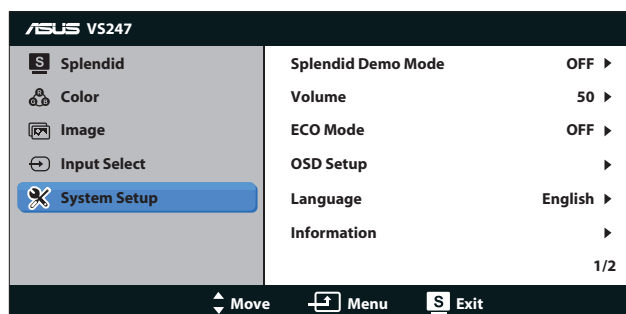 ASUS VS247
S Splendid
Color
Image
Input Select
System Setup
Splendid Demo Mode OFF
Volume 50
ECO Mode OFF
OSD Setup
Language English
Information
1/2
Move Menu S Exit